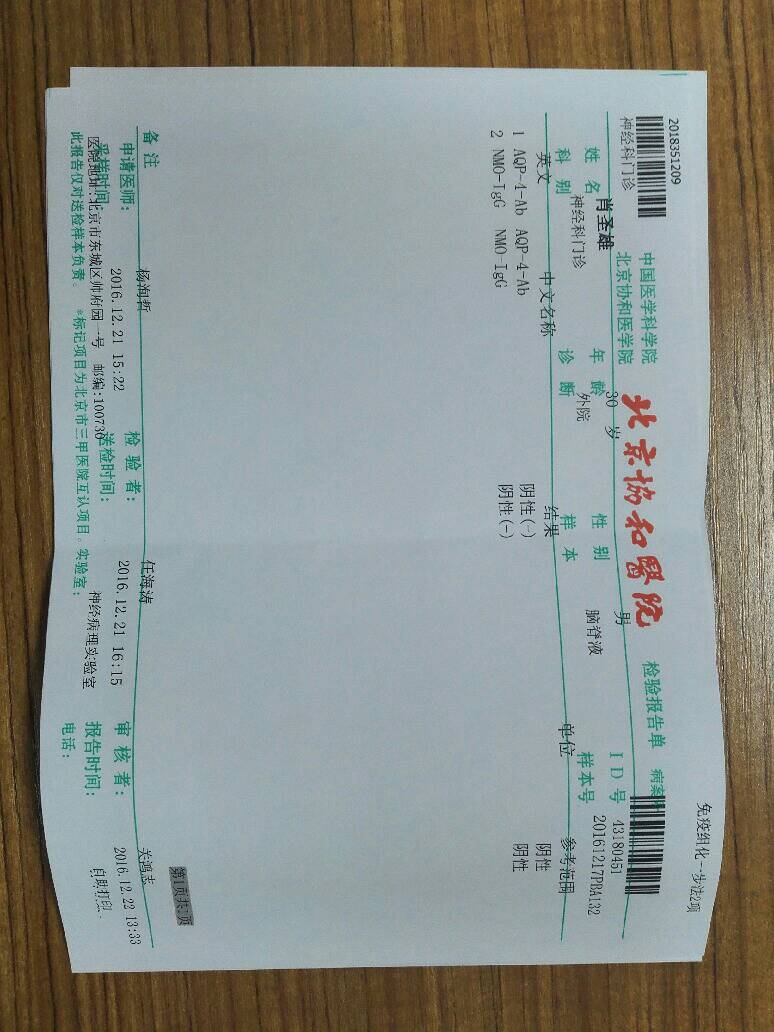 2018351209
免疫组化一步法2项
神经科门诊
中国医学科学院
北京协和医学院
北京协和醫院
检验报告单
病案
姓 名 肖圣雄
年 龄 30 岁
性 别 男
ID号 43180451
科 别 神经科门诊
诊 断 外院
样 本 脑脊液
样本号 20161217PBA132
英文 中文名称 结果 单位 参考范围
1 AQP-4-Ab AQP-4-Ab 阴性(-) 阴性
2 NMO-IgG NMO-IgG 阴性(-) 阴性
第1页共1页
备 注
申请医师: 杨洵哲 检 验 者: 任海涛 审 核 者: 关鸿志
采样时间: 2016.12.21 15:22 送检时间: 2016.12.21 16:15 报告时间: 2016.12.22 13:33
医院地址:北京市东城区帅府园一号 邮编:100730 神经病理实验室 电话: 自助打印
此报告仅对送检样本负责。 *标记项目为北京市三甲医院互认项目。实验室: